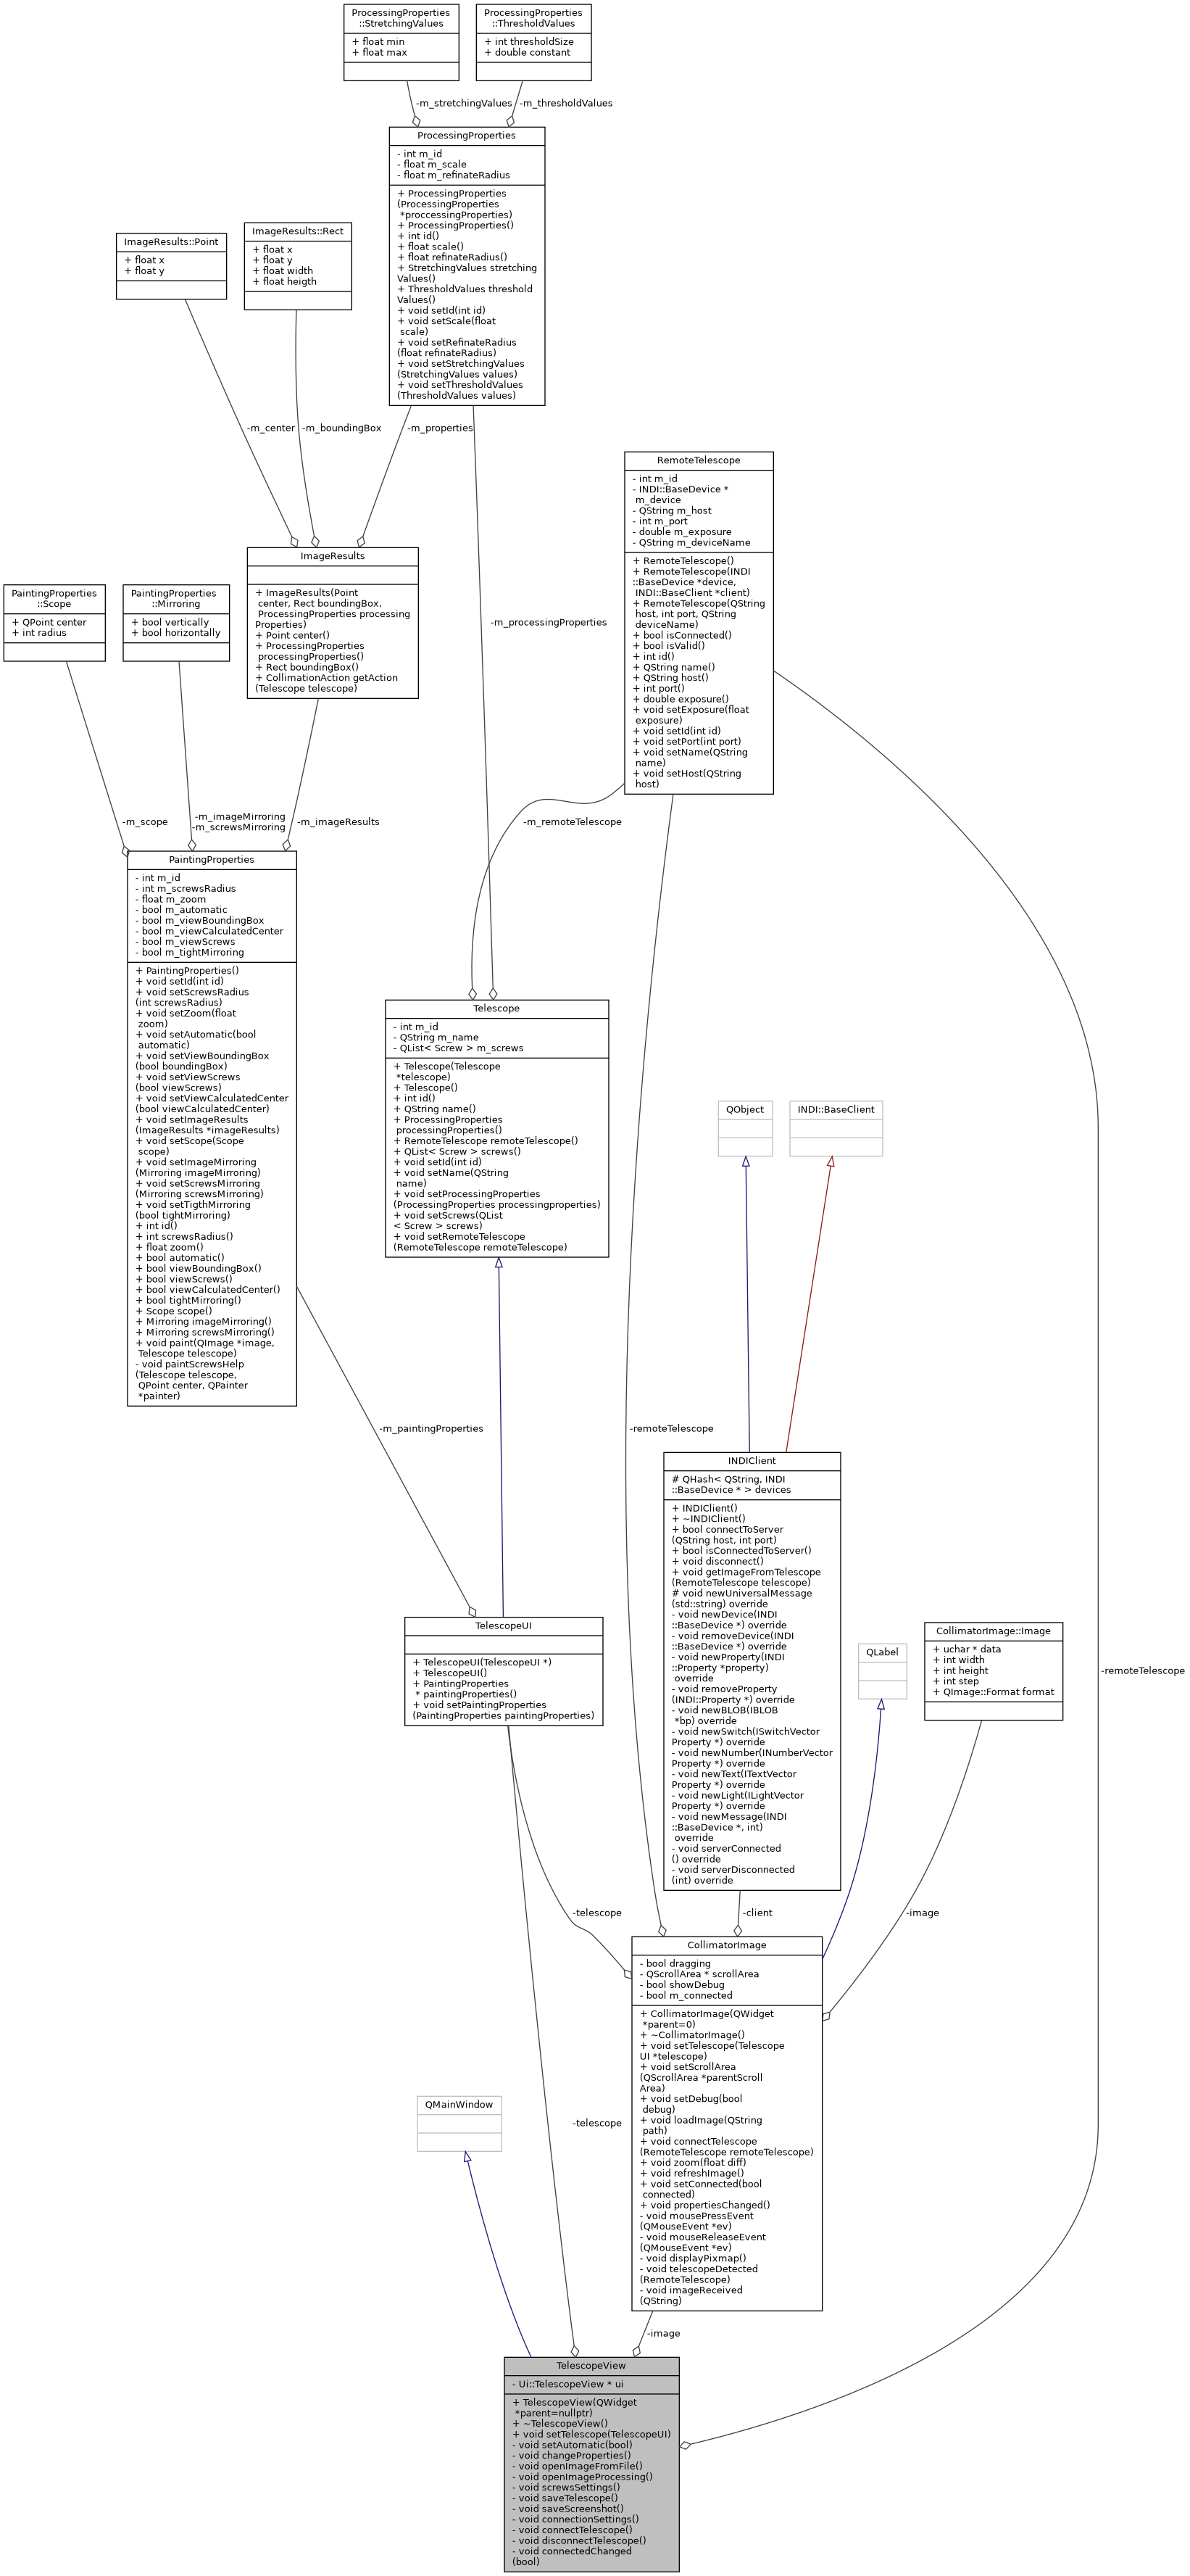 ProcessingProperties
::StretchingValues
+ float min
+ float max
ProcessingProperties
::ThresholdValues
+ int thresholdSize
+ double constant
-m_stretchingValues
-m_thresholdValues
ProcessingProperties
- int m_id
- float m_scale
- float m_refinateRadius
+ ProcessingProperties
(ProcessingProperties
*proccessingProperties)
+ ProcessingProperties()
+ int id()
+ float scale()
+ float refinateRadius()
+ StretchingValues stretching
Values()
+ ThresholdValues threshold
Values()
+ void setId(int id)
+ void setScale(float
scale)
+ void setRefinateRadius
(float refinateRadius)
+ void setStretchingValues
(StretchingValues values)
+ void setThresholdValues
(ThresholdValues values)
ImageResults::Point
+ float x
+ float y
ImageResults::Rect
+ float x
+ float y
+ float width
+ float heigth
-m_center
-m_boundingBox
-m_properties
RemoteTelescope
- int m_id
- INDI::BaseDevice *
m_device
- QString m_host
- int m_port
- double m_exposure
- QString m_deviceName
+ RemoteTelescope()
+ RemoteTelescope(INDI
::BaseDevice *device,
INDI::BaseClient *client)
+ RemoteTelescope(QString
host, int port, QString
deviceName)
+ bool isConnected()
+ bool isValid()
+ int id()
+ QString name()
+ QString host()
+ int port()
+ double exposure()
+ void setExposure(float
exposure)
+ void setId(int id)
+ void setPort(int port)
+ void setName(QString
name)
+ void setHost(QString
host)
ImageResults
+ ImageResults(Point
center, Rect boundingBox,
ProcessingProperties processing
Properties)
+ Point center()
+ ProcessingProperties
processingProperties()
+ Rect boundingBox()
+ CollimationAction getAction
(Telescope telescope)
PaintingProperties
::Scope
+ QPoint center
+ int radius
PaintingProperties
::Mirroring
+ bool vertically
+ bool horizontally
-m_processingProperties
-m_scope
-m_imageMirroring
-m_screwsMirroring
-m_imageResults
-m_remoteTelescope
PaintingProperties
- int m_id
- int m_screwsRadius
- float m_zoom
- bool m_automatic
- bool m_viewBoundingBox
- bool m_viewCalculatedCenter
- bool m_viewScrews
- bool m_tightMirroring
+ PaintingProperties()
+ void setId(int id)
+ void setScrewsRadius
(int screwsRadius)
+ void setZoom(float
zoom)
+ void setAutomatic(bool
automatic)
+ void setViewBoundingBox
(bool boundingBox)
+ void setViewScrews
(bool viewScrews)
+ void setViewCalculatedCenter
(bool viewCalculatedCenter)
+ void setImageResults
(ImageResults *imageResults)
+ void setScope(Scope
scope)
+ void setImageMirroring
(Mirroring imageMirroring)
+ void setScrewsMirroring
(Mirroring screwsMirroring)
+ void setTigthMirroring
(bool tightMirroring)
+ int id()
+ int screwsRadius()
+ float zoom()
+ bool automatic()
+ bool viewBoundingBox()
+ bool viewScrews()
+ bool viewCalculatedCenter()
+ bool tightMirroring()
+ Scope scope()
+ Mirroring imageMirroring()
+ Mirroring screwsMirroring()
+ void paint(QImage *image,
Telescope telescope)
- void paintScrewsHelp
(Telescope telescope,
QPoint center, QPainter
*painter)
Telescope
- int m_id
- QString m_name
- QList< Screw > m_screws
+ Telescope(Telescope
*telescope)
+ Telescope()
+ int id()
+ QString name()
+ ProcessingProperties
processingProperties()
+ RemoteTelescope remoteTelescope()
+ QList< Screw > screws()
+ void setId(int id)
+ void setName(QString
name)
+ void setProcessingProperties
(ProcessingProperties processingproperties)
+ void setScrews(QList
< Screw > screws)
+ void setRemoteTelescope
(RemoteTelescope remoteTelescope)
QObject
INDI::BaseClient
-m_paintingProperties
-remoteTelescope
INDIClient
# QHash< QString, INDI
::BaseDevice * > devices
+ INDIClient()
+ ~INDIClient()
+ bool connectToServer
(QString host, int port)
+ bool isConnectedToServer()
+ void disconnect()
+ void getImageFromTelescope
(RemoteTelescope telescope)
# void newUniversalMessage
(std::string) override
- void newDevice(INDI
::BaseDevice *) override
- void removeDevice(INDI
::BaseDevice *) override
- void newProperty(INDI
::Property *property)
override
- void removeProperty
(INDI::Property *) override
- void newBLOB(IBLOB
*bp) override
- void newSwitch(ISwitchVector
Property *) override
- void newNumber(INumberVector
Property *) override
- void newText(ITextVector
Property *) override
- void newLight(ILightVector
Property *) override
- void newMessage(INDI
::BaseDevice *, int)
override
- void serverConnected
() override
- void serverDisconnected
(int) override
TelescopeUI
+ TelescopeUI(TelescopeUI *)
+ TelescopeUI()
+ PaintingProperties
* paintingProperties()
+ void setPaintingProperties
(PaintingProperties paintingProperties)
QLabel
CollimatorImage::Image
+ uchar * data
+ int width
+ int height
+ int step
+ QImage::Format format
-remoteTelescope
-telescope
-client
-image
CollimatorImage
- bool dragging
- QScrollArea * scrollArea
- bool showDebug
- bool m_connected
+ CollimatorImage(QWidget
*parent=0)
+ ~CollimatorImage()
+ void setTelescope(Telescope
UI *telescope)
+ void setScrollArea
(QScrollArea *parentScroll
Area)
+ void setDebug(bool
debug)
+ void loadImage(QString
path)
+ void connectTelescope
(RemoteTelescope remoteTelescope)
+ void zoom(float diff)
+ void refreshImage()
+ void setConnected(bool
connected)
+ void propertiesChanged()
- void mousePressEvent
(QMouseEvent *ev)
- void mouseReleaseEvent
(QMouseEvent *ev)
- void displayPixmap()
- void telescopeDetected
(RemoteTelescope)
- void imageReceived
(QString)
QMainWindow
-telescope
-image
TelescopeView
- Ui::TelescopeView * ui
+ TelescopeView(QWidget
*parent=nullptr)
+ ~TelescopeView()
+ void setTelescope(TelescopeUI)
- void setAutomatic(bool)
- void changeProperties()
- void openImageFromFile()
- void openImageProcessing()
- void screwsSettings()
- void saveTelescope()
- void saveScreenshot()
- void connectionSettings()
- void connectTelescope()
- void disconnectTelescope()
- void connectedChanged
(bool)